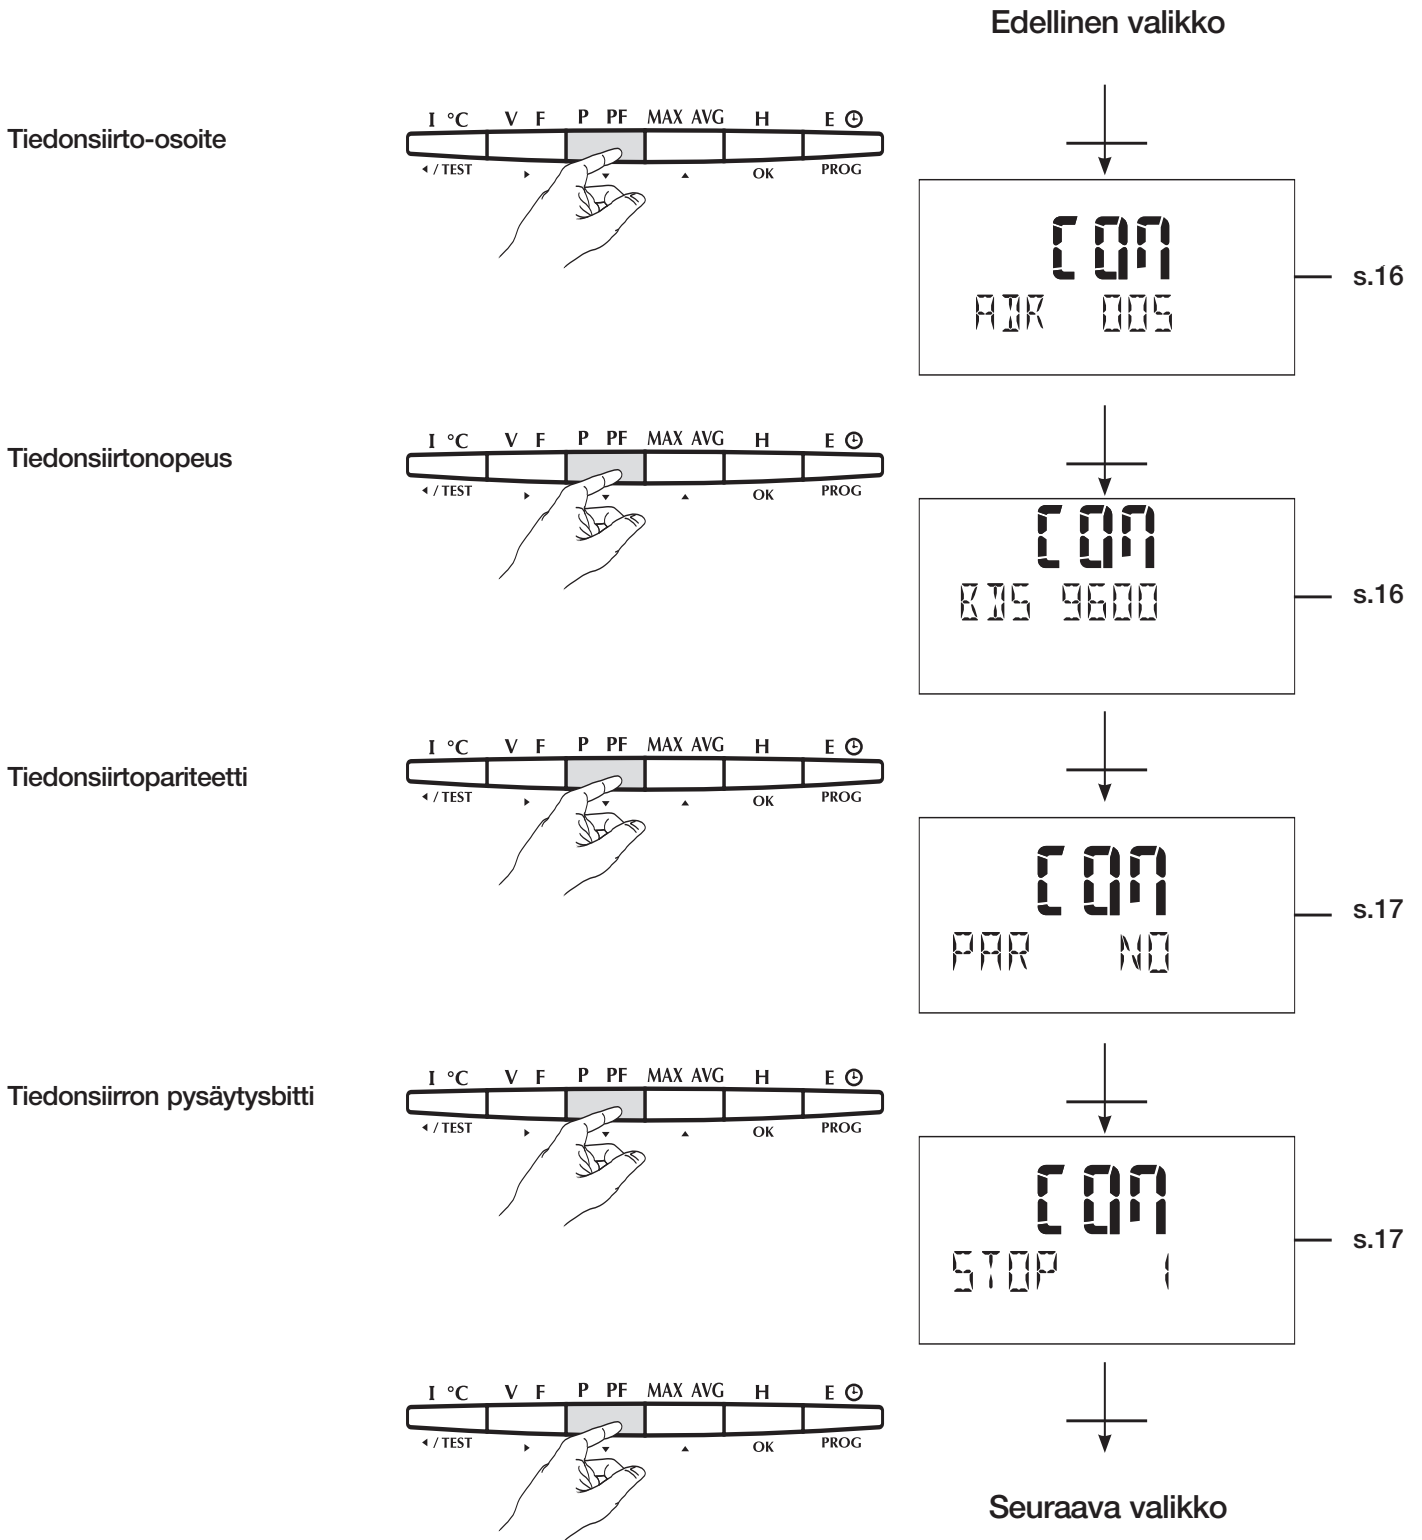 Edellinen valikko
Tiedonsiirto-osoite
I °C V F P PF MAX AVG H E
/ TEST OK PROG
COM
ADR 005
s.16
Tiedonsiirtonopeus
I °C V F P PF MAX AVG H E
/ TEST OK PROG
COM
BDS 9600
s.16
Tiedonsiirtopariteetti
I °C V F P PF MAX AVG H E
/ TEST OK PROG
COM
PAR NO
s.17
Tiedonsiirron pysäytysbitti
I °C V F P PF MAX AVG H E
/ TEST OK PROG
COM
STOP 1
s.17
I °C V F P PF MAX AVG H E
/ TEST OK PROG
Seuraava valikko